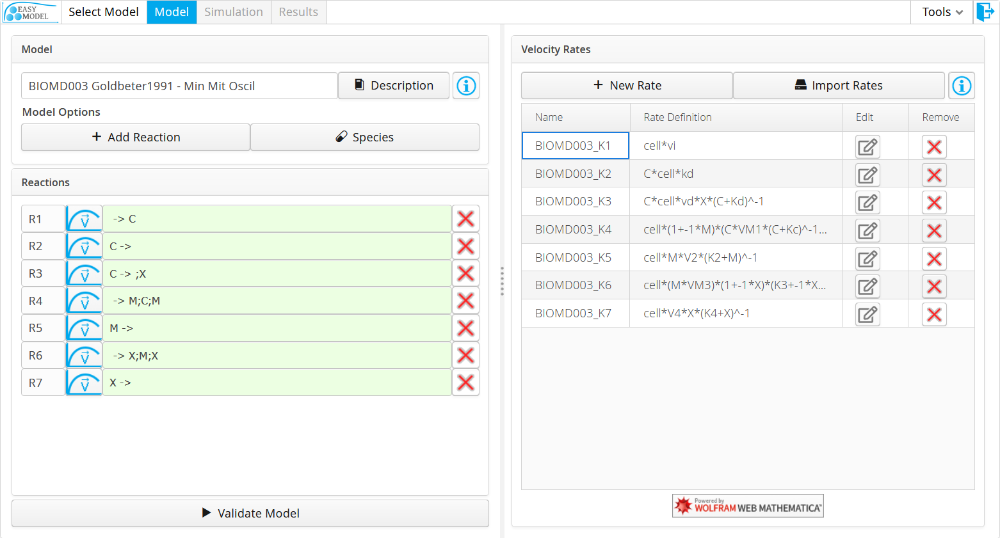 EASY MODEL
Select Model
Model
Simulation
Results
Tools
Model
BIOMD003 Goldbeter1991 - Min Mit Oscil
Description
Model Options
+ Add Reaction
Species
Reactions
R1 V -> C
R2 V C ->
R3 V C -> ;X
R4 V -> M;C;M
R5 V M ->
R6 V -> X;M;X
R7 V X ->
Validate Model
Velocity Rates
+ New Rate
Import Rates
Name Rate Definition Edit Remove
BIOMD003_K1 cell*vi
BIOMD003_K2 C*cell*kd
BIOMD003_K3 C*cell*vd*X*(C+Kd)^-1
BIOMD003_K4 cell*(1+-1*M)*(C*VM1*(C+Kc)^-1...
BIOMD003_K5 cell*M*V2*(K2+M)^-1
BIOMD003_K6 cell*(M*VM3)*(1+-1*X)*(K3+-1*X...
BIOMD003_K7 cell*V4*X*(K4+X)^-1
Powered by
WOLFRAM WEB MATHEMATICA™